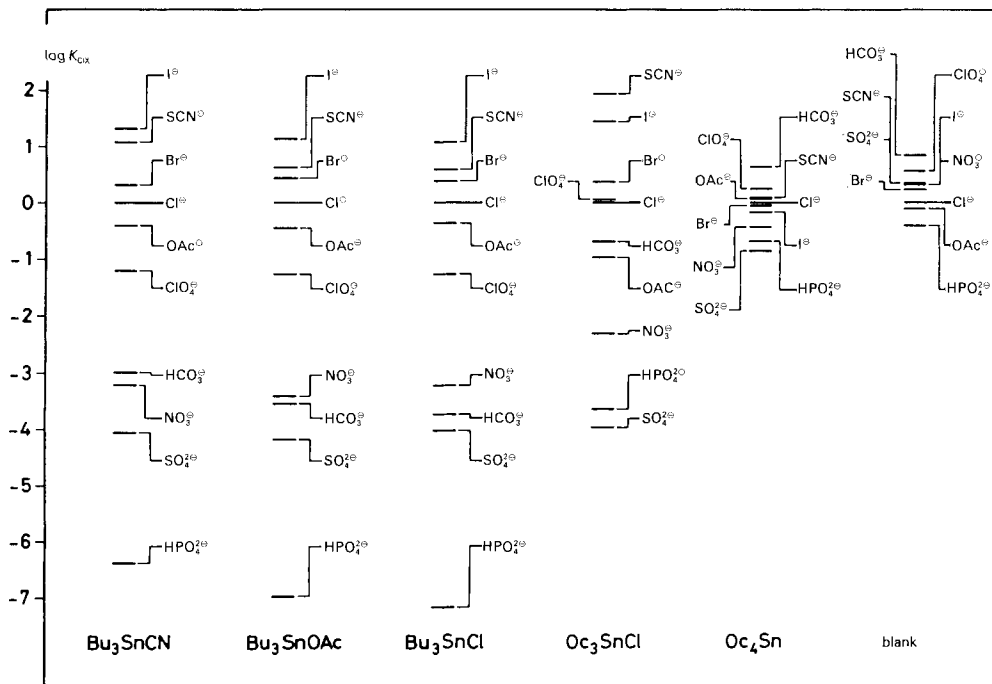 log K_cix
2
1
0
-1
-2
-3
-4
-5
-6
-7
I⊖
SCN⊖
Br⊖
Cl⊖
OAc⊖
ClO₄⊖
HCO₃⊖
NO₃⊖
SO₄²⊖
HPO₄²⊖
Bu₃SnCN
I⊖
SCN⊖
Br⊖
Cl⊖
OAc⊖
ClO₄⊖
NO₃⊖
HCO₃⊖
SO₄²⊖
HPO₄²⊖
Bu₃SnOAc
I⊖
SCN⊖
Br⊖
Cl⊖
OAc⊖
ClO₄⊖
NO₃⊖
HCO₃⊖
SO₄²⊖
HPO₄²⊖
Bu₃SnCl
SCN⊖
I⊖
Br⊖
ClO₄⊖
Cl⊖
HCO₃⊖
OAC⊖
NO₃⊖
HPO₄²⊖
SO₄²⊖
Oc₃SnCl
HCO₃⊖
ClO₄⊖
SCN⊖
OAc⊖
Cl⊖
Br⊖
I⊖
NO₃⊖
HPO₄²⊖
SO₄²⊖
Oc₄Sn
HCO₃⊖
ClO₄⊖
SCN⊖
I⊖
SO₄²⊖
NO₃⊖
Br⊖
Cl⊖
OAc⊖
HPO₄²⊖
blank